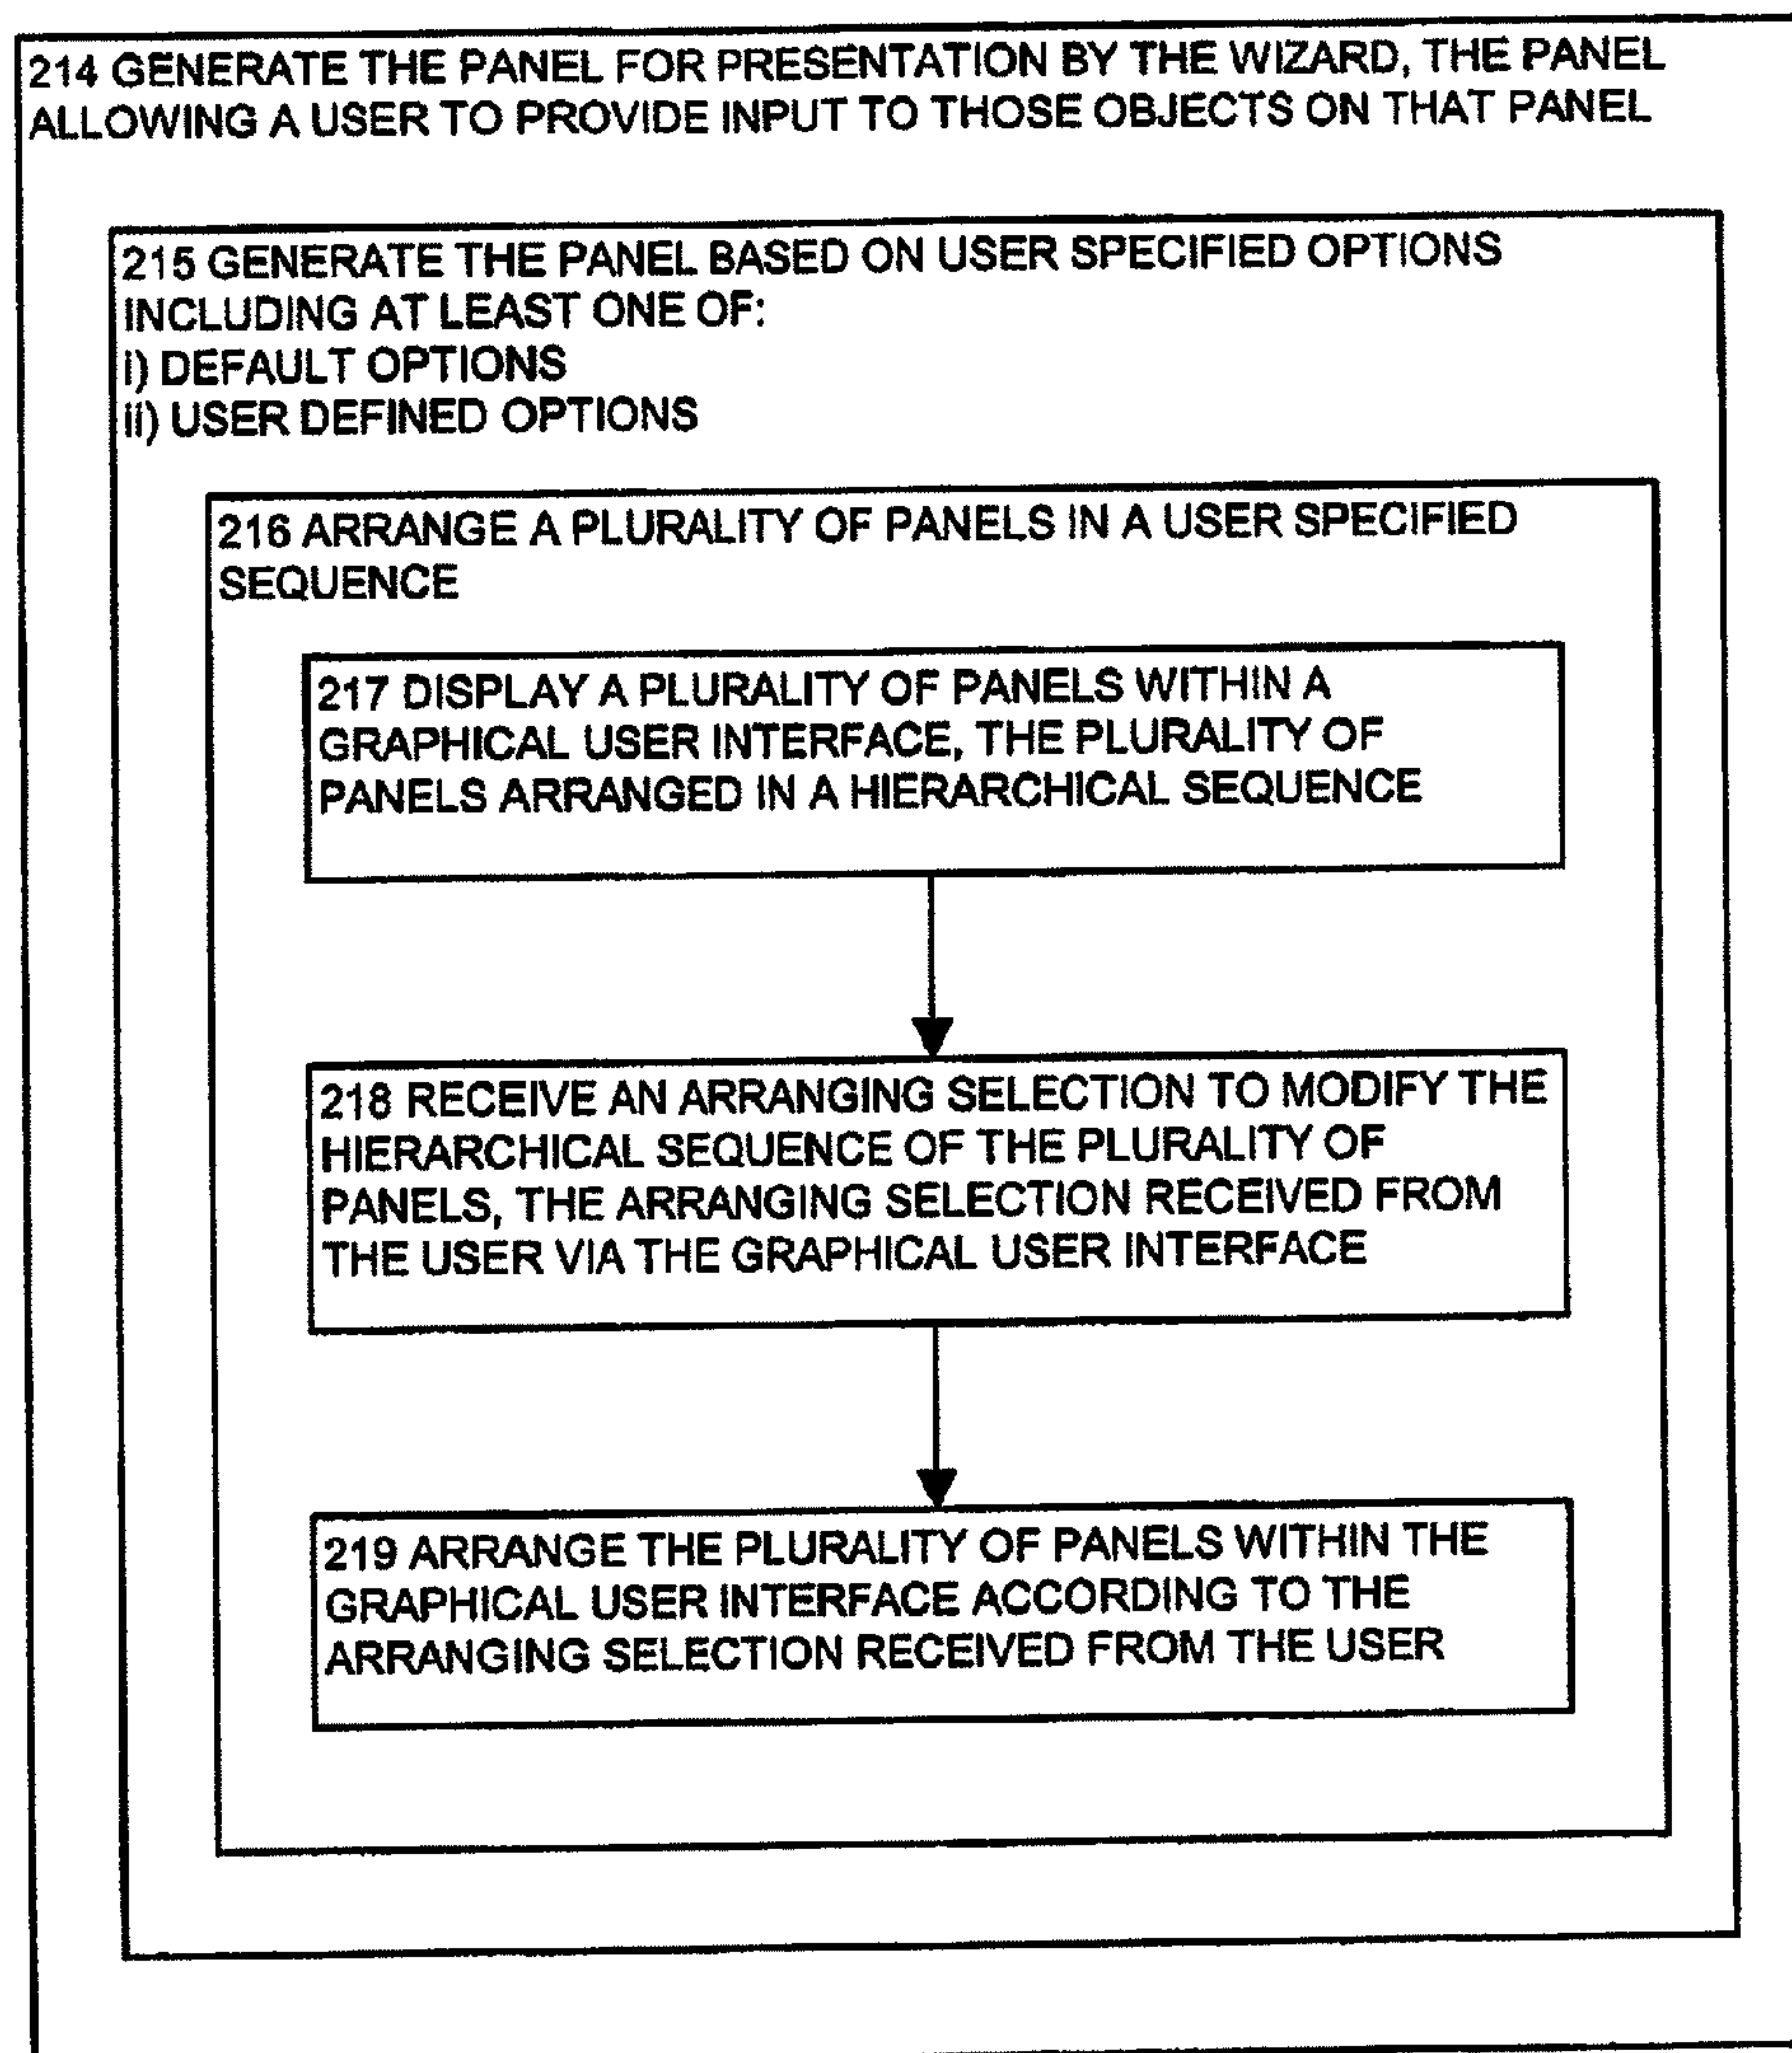 214 GENERATE THE PANEL FOR PRESENTATION BY THE WIZARD, THE PANEL
ALLOWING A USER TO PROVIDE INPUT TO THOSE OBJECTS ON THAT PANEL
215 GENERATE THE PANEL BASED ON USER SPECIFIED OPTIONS
INCLUDING AT LEAST ONE OF:
i) DEFAULT OPTIONS
ii) USER DEFINED OPTIONS
216 ARRANGE A PLURALITY OF PANELS IN A USER SPECIFIED
SEQUENCE
217 DISPLAY A PLURALITY OF PANELS WITHIN A
GRAPHICAL USER INTERFACE, THE PLURALITY OF
PANELS ARRANGED IN A HIERARCHICAL SEQUENCE
218 RECEIVE AN ARRANGING SELECTION TO MODIFY THE
HIERARCHICAL SEQUENCE OF THE PLURALITY OF
PANELS, THE ARRANGING SELECTION RECEIVED FROM
THE USER VIA THE GRAPHICAL USER INTERFACE
219 ARRANGE THE PLURALITY OF PANELS WITHIN THE
GRAPHICAL USER INTERFACE ACCORDING TO THE
ARRANGING SELECTION RECEIVED FROM THE USER